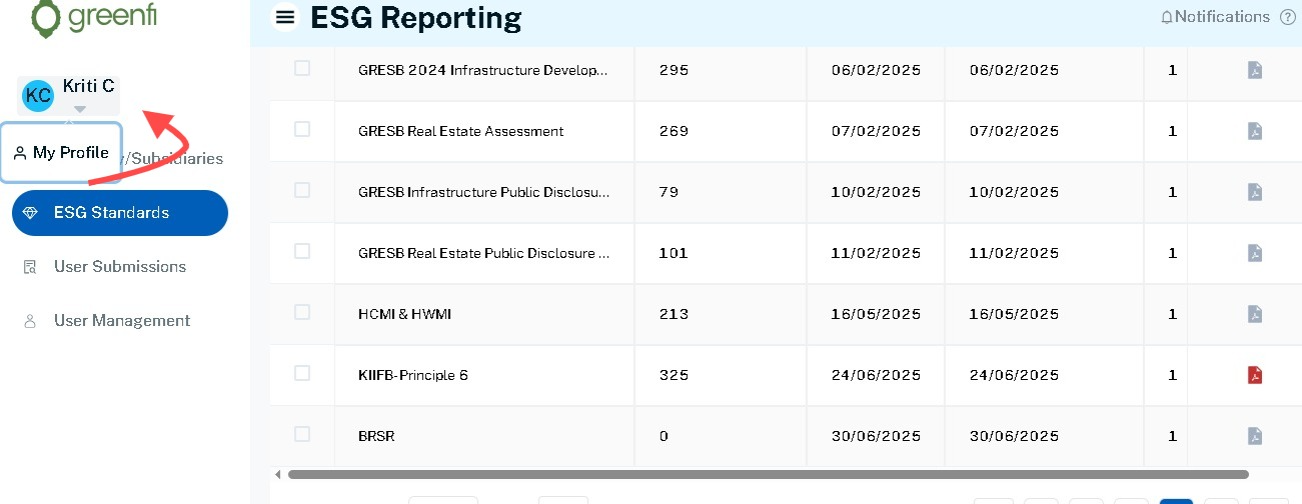 greenfi
ESG Reporting
Notifications
KC
Kriti C
My Profile
y/Subsidiaries
ESG Standards
User Submissions
User Management
GRESB 2024 Infrastructure Develop... 295 06/02/2025 06/02/2025 1
GRESB Real Estate Assessment 269 07/02/2025 07/02/2025 1
GRESB Infrastructure Public Disclosu... 79 10/02/2025 10/02/2025 1
GRESB Real Estate Public Disclosure ... 101 11/02/2025 11/02/2025 1
HCMI & HWMI 213 16/05/2025 16/05/2025 1
KIIFB-Principle 6 325 24/06/2025 24/06/2025 1
BRSR 0 30/06/2025 30/06/2025 1